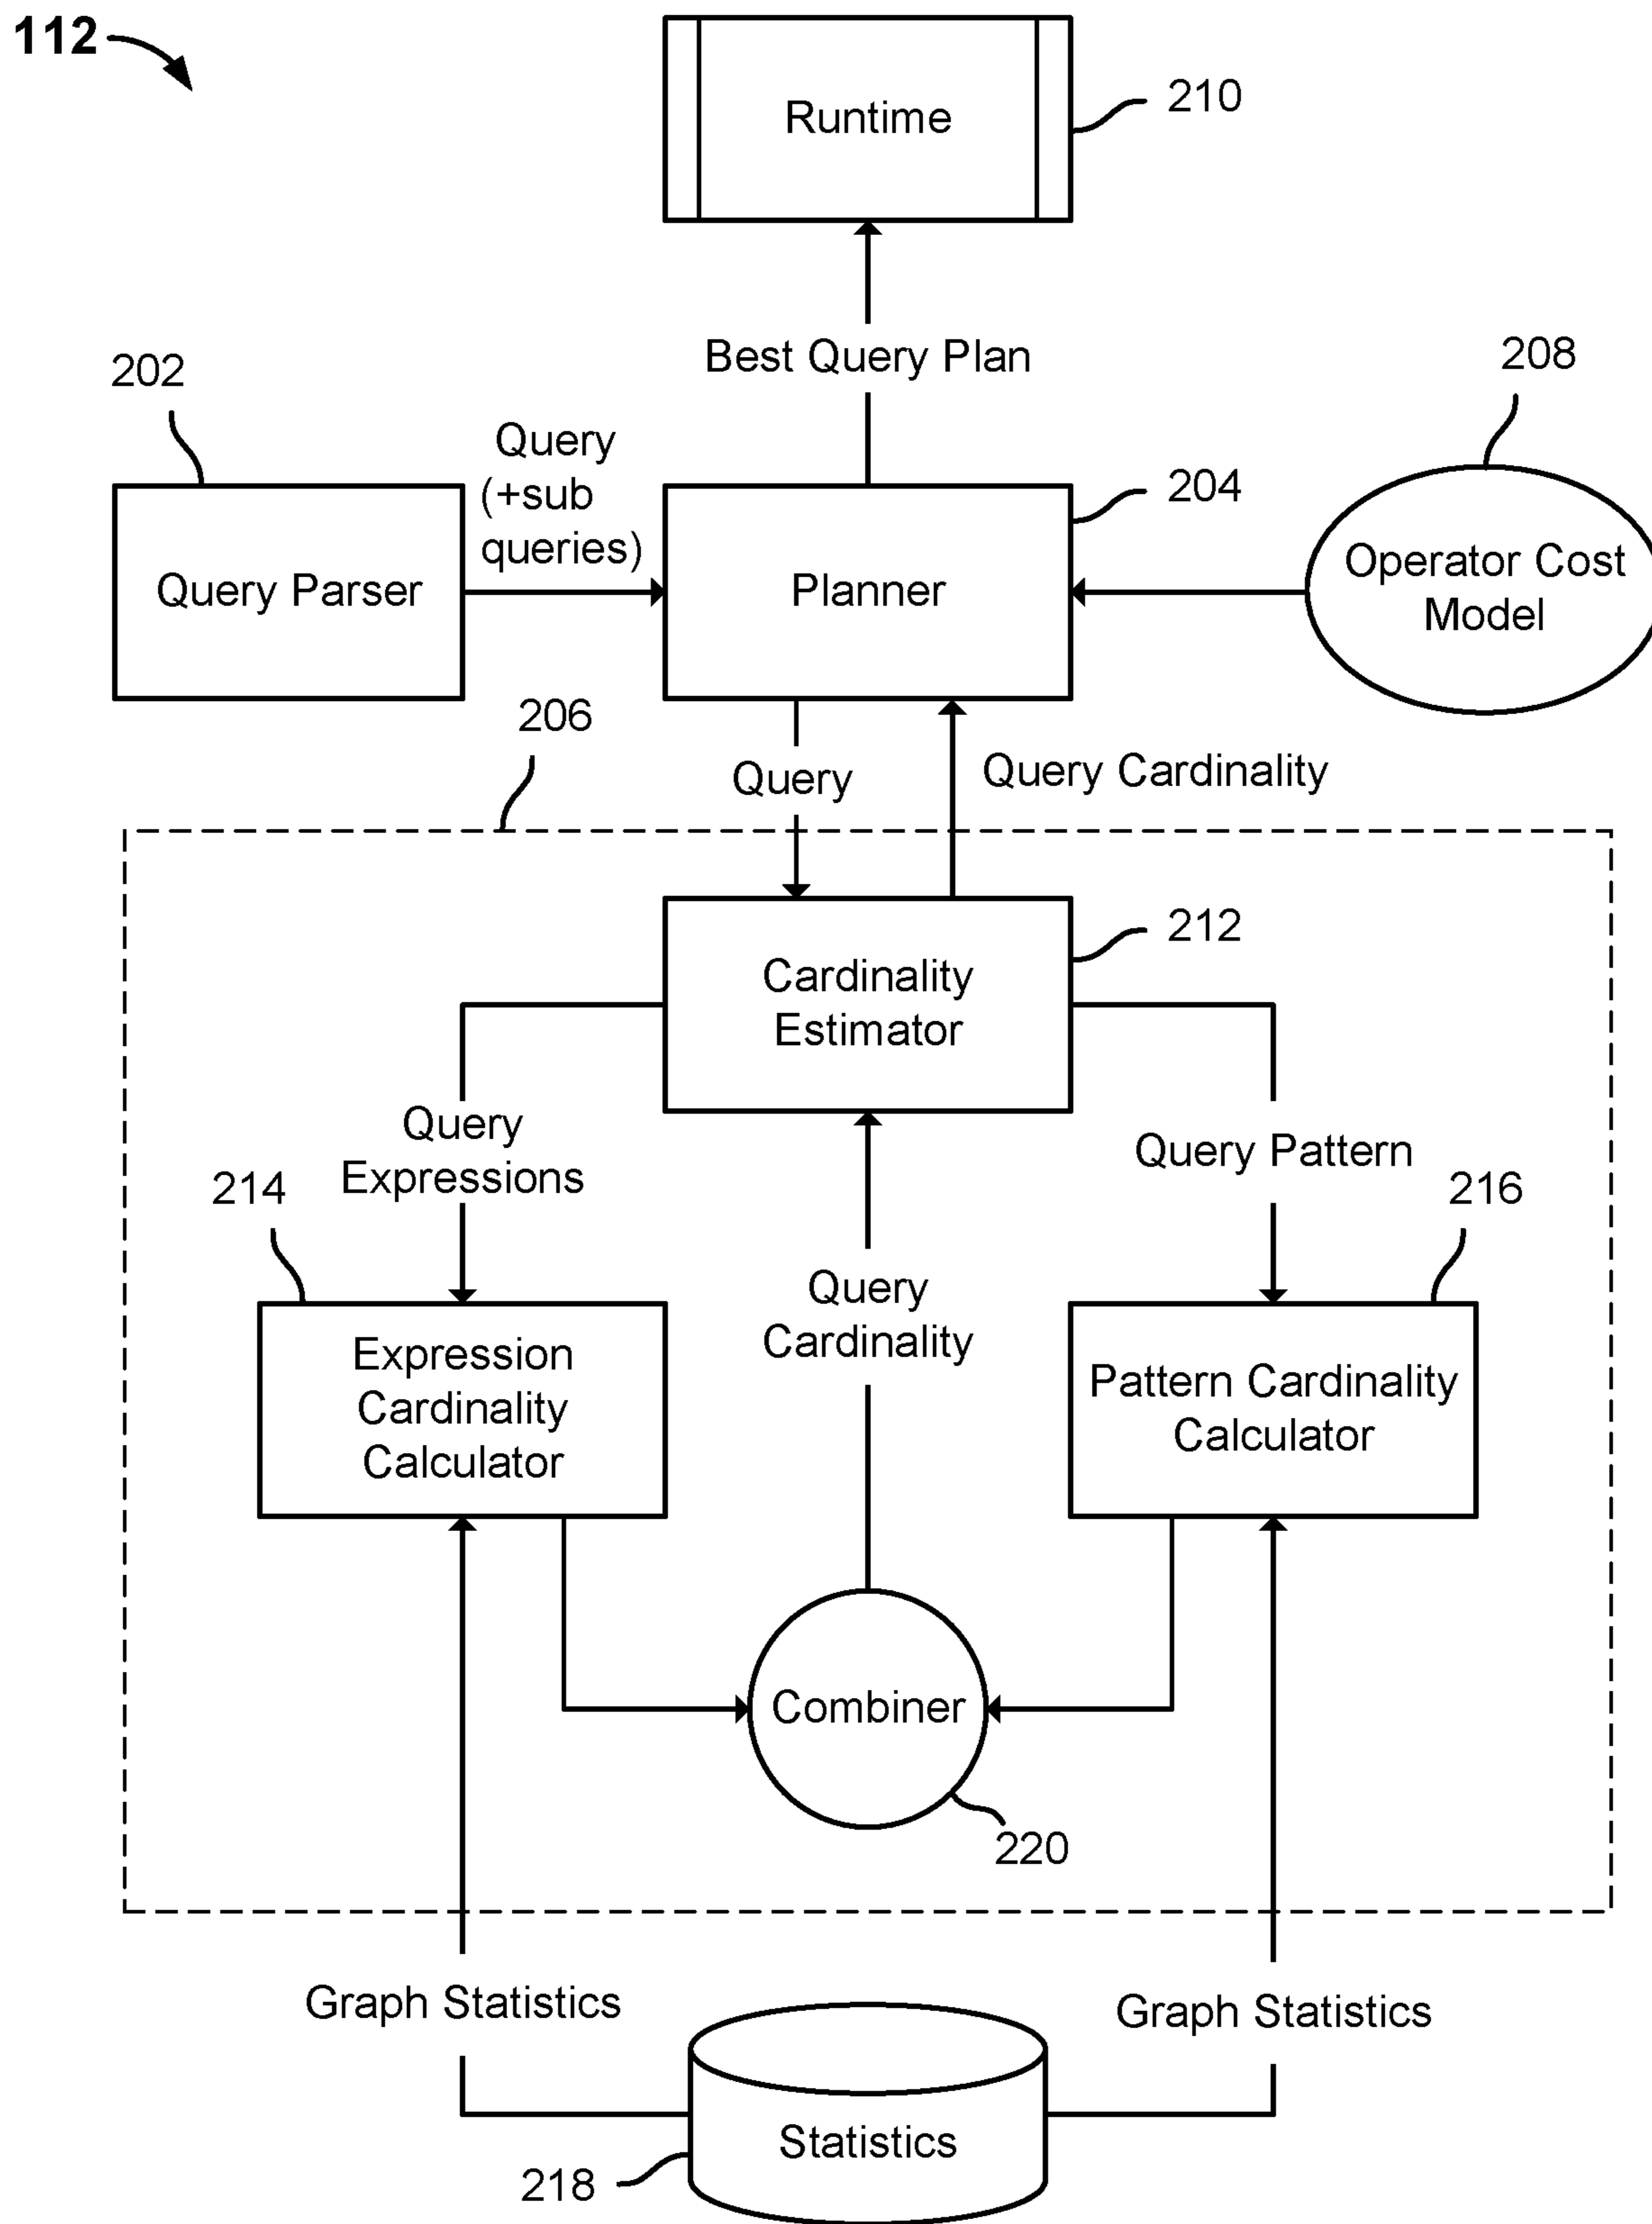 112
Runtime
210
Best Query Plan
202
208
Query
(+sub
queries)
204
Query Parser
Planner
Operator Cost
Model
206
Query
Query Cardinality
212
Cardinality
Estimator
Query
Expressions
Query Pattern
214
216
Query
Cardinality
Expression
Cardinality
Calculator
Pattern Cardinality
Calculator
Combiner
220
Graph Statistics
Graph Statistics
Statistics
218